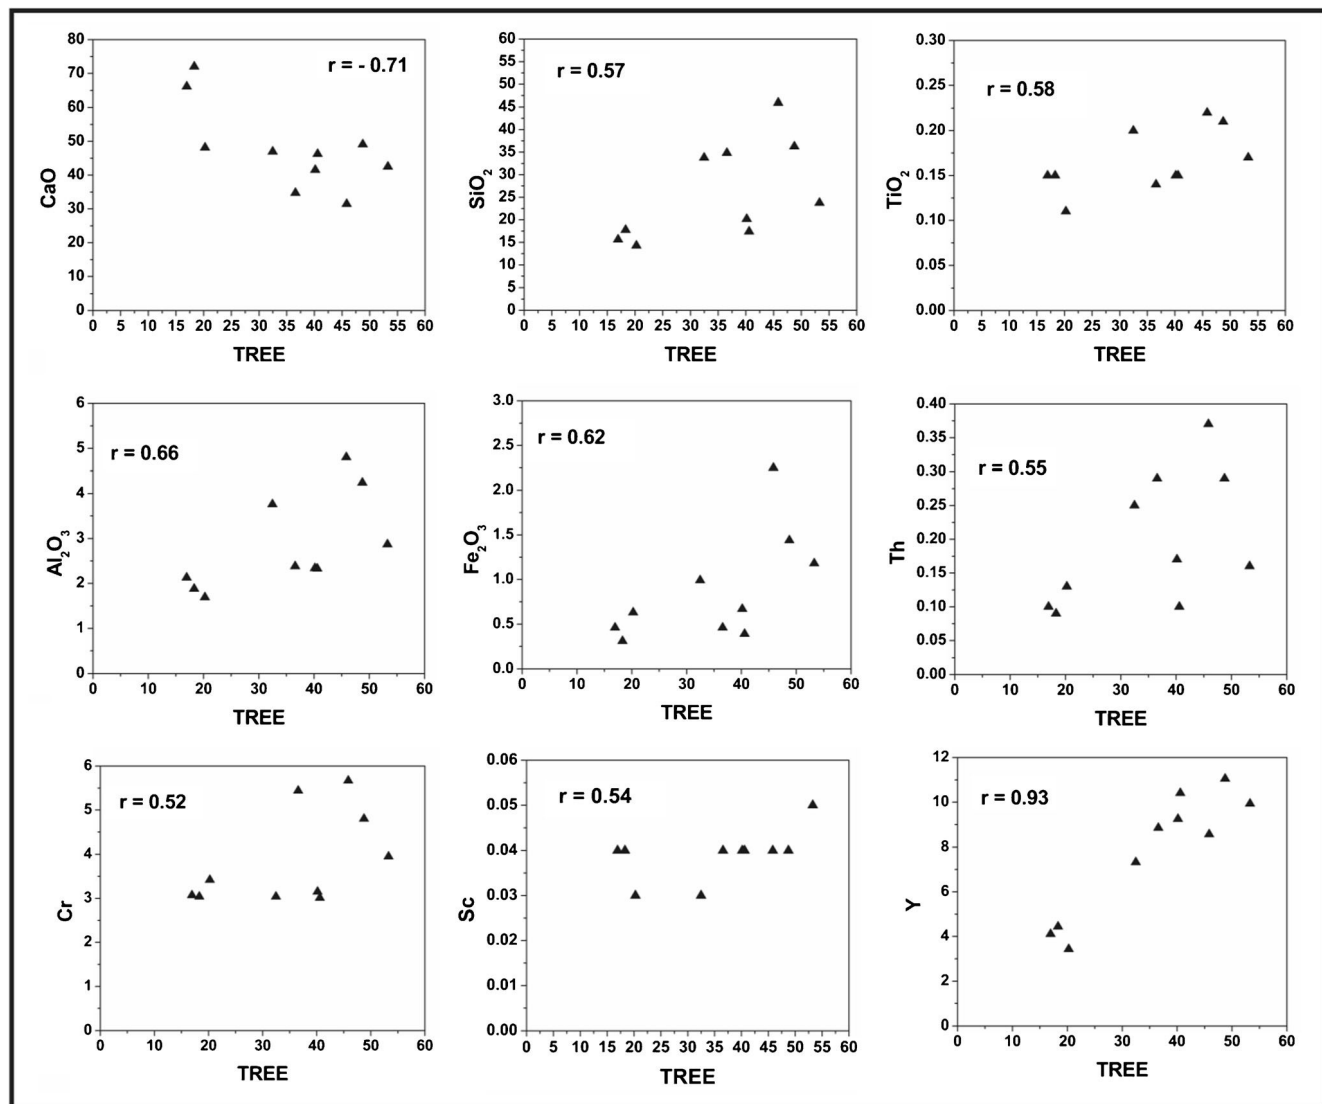 80
70
60
50
40
30
20
10
0
CaO
r = - 0.71
0 5 10 15 20 25 30 35 40 45 50 55 60
TREE
60
55
50
45
40
35
30
25
20
15
10
5
0
SiO2
r = 0.57
0 5 10 15 20 25 30 35 40 45 50 55 60
TREE
0.30
0.25
0.20
0.15
0.10
0.05
0.00
TiO2
r = 0.58
0 5 10 15 20 25 30 35 40 45 50 55 60
TREE
6
5
4
3
2
1
0
Al2O3
r = 0.66
0 10 20 30 40 50 60
TREE
3.0
2.5
2.0
1.5
1.0
0.5
0.0
Fe2O3
r = 0.62
0 10 20 30 40 50 60
TREE
0.40
0.35
0.30
0.25
0.20
0.15
0.10
0.05
0.00
Th
r = 0.55
0 10 20 30 40 50 60
TREE
6
5
4
3
2
1
0
Cr
r = 0.52
0 10 20 30 40 50 60
TREE
0.06
0.05
0.04
0.03
0.02
0.01
0.00
Sc
r = 0.54
0 5 10 15 20 25 30 35 40 45 50 55 60
TREE
12
10
8
6
4
2
0
Y
r = 0.93
0 10 20 30 40 50 60
TREE